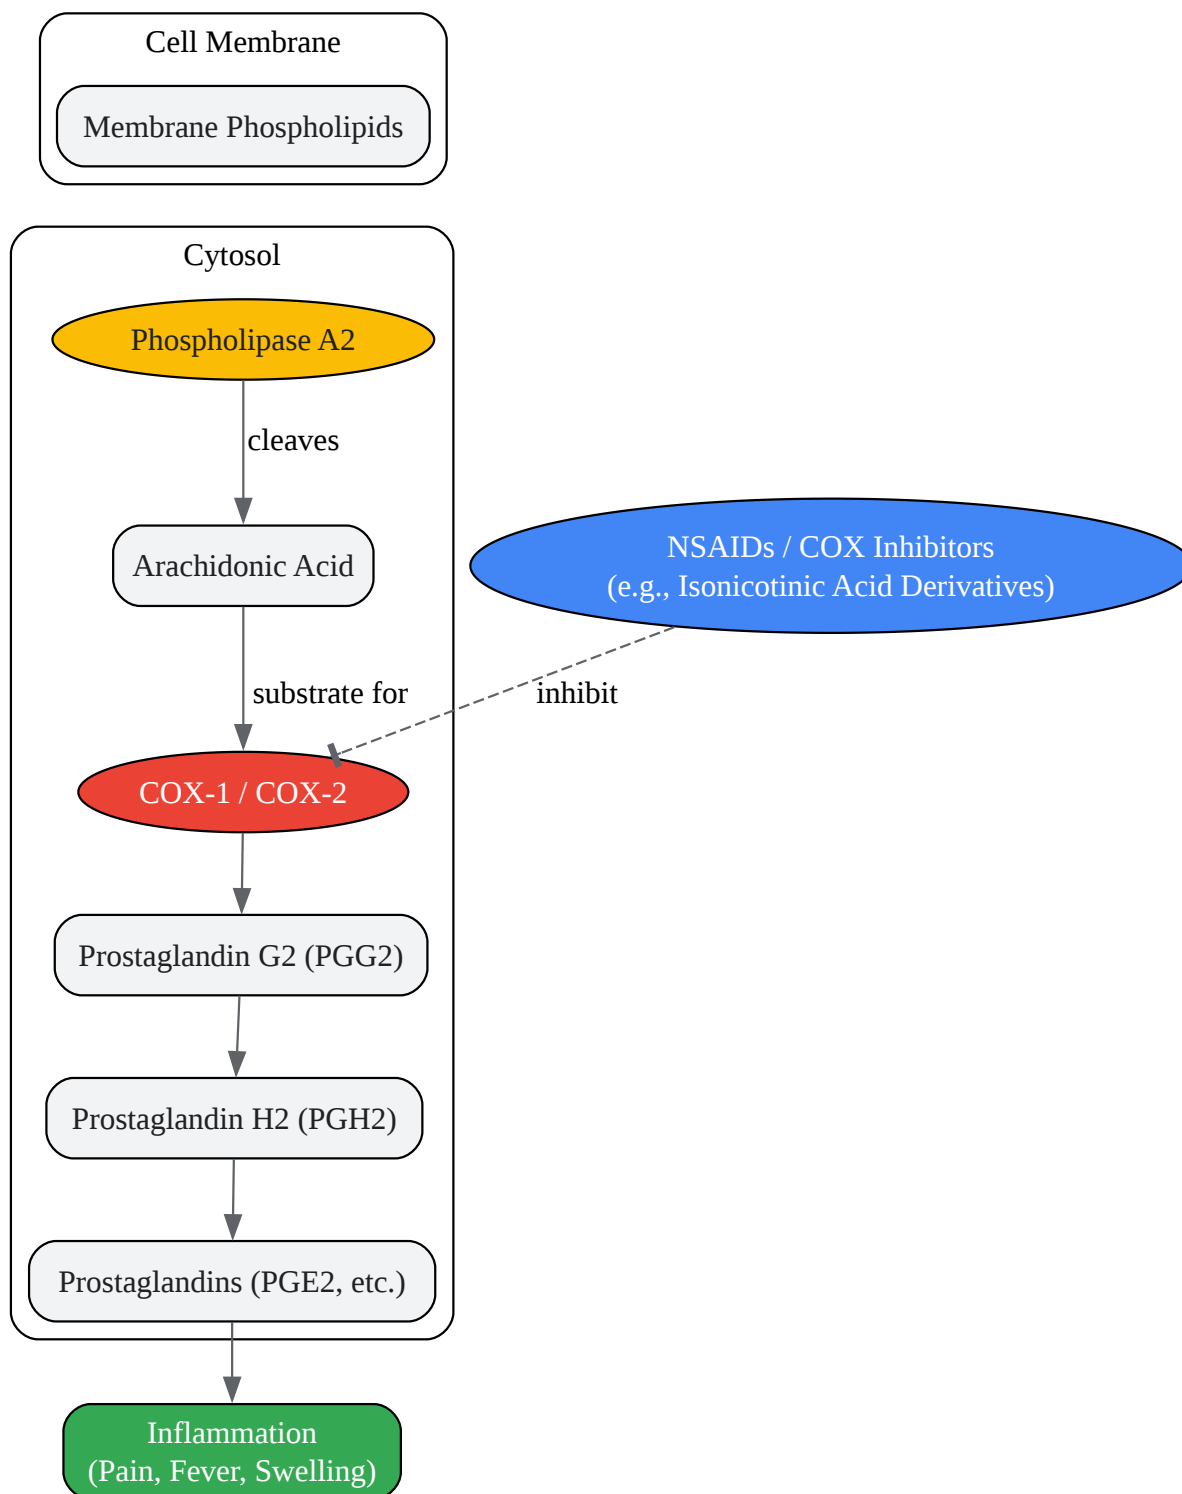 Cell Membrane
Membrane Phospholipids
Cytosol
Phospholipase A2
cleaves
Arachidonic Acid
NSAIDs / COX Inhibitors
(e.g., Isonicotinic Acid Derivatives)
substrate for
inhibit
COX-1 / COX-2
Prostaglandin G2 (PGG2)
Prostaglandin H2 (PGH2)
Prostaglandins (PGE2, etc.)
Inflammation
(Pain, Fever, Swelling)